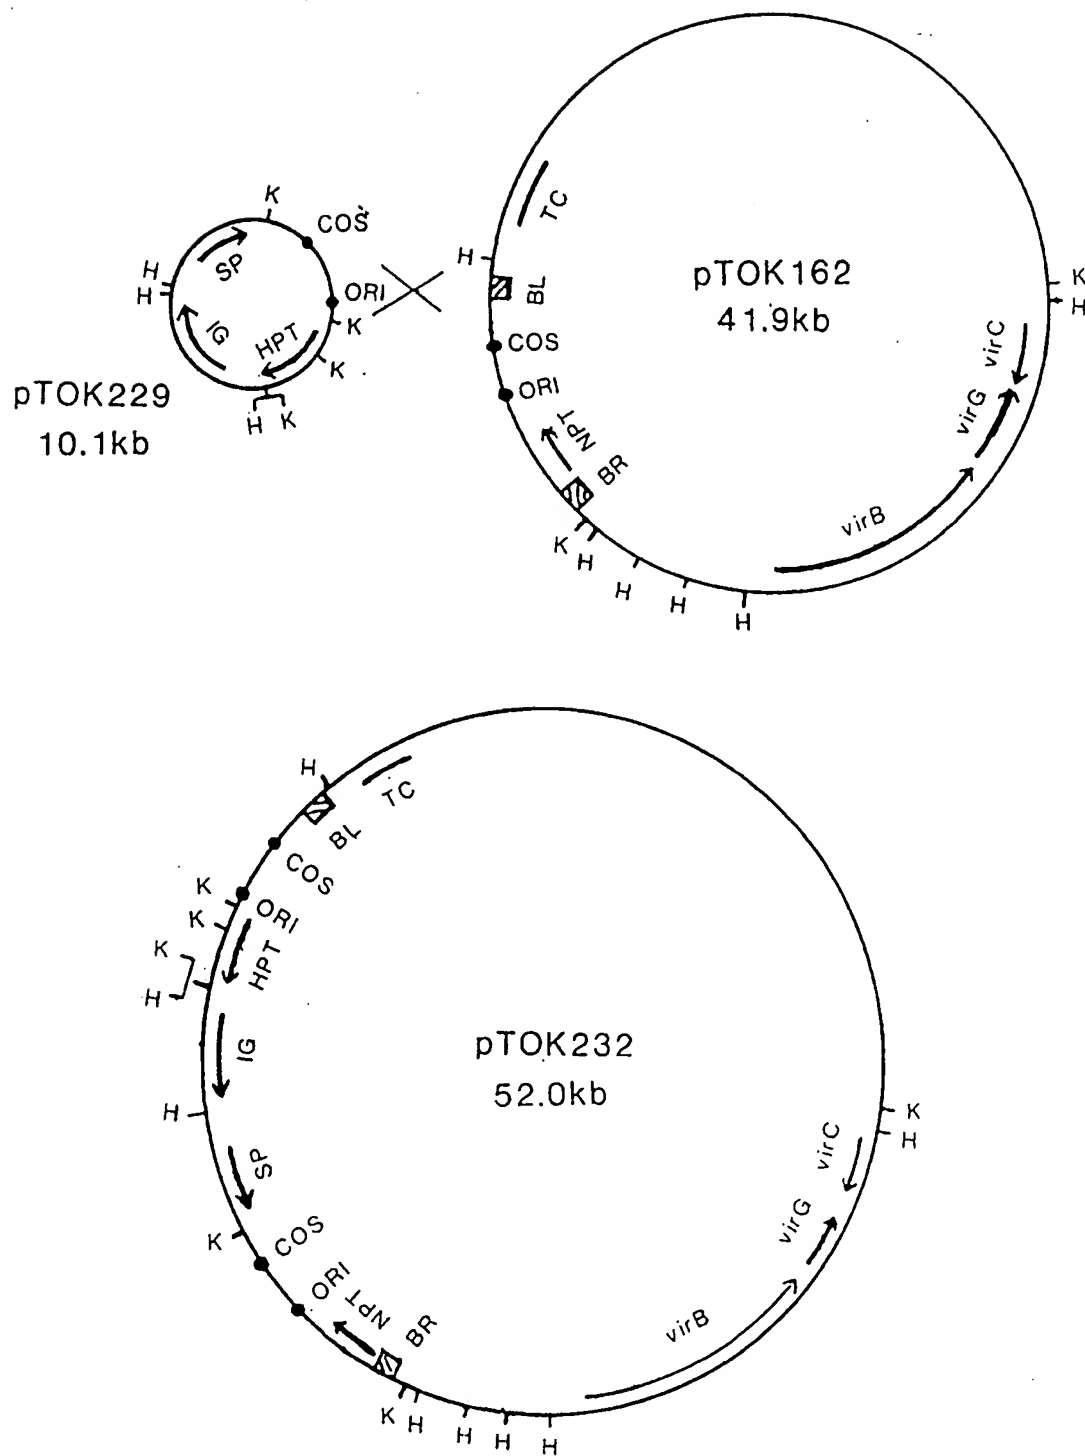 K
COS
SP
H
H
ORI
IG
HPT
K
K
pTOK229
10.1kb
H
K
TC
H
BL
pTOK162
41.9kb
COS
ORI
NPT
BR
K
H
virC
virG
virB
K
H
H
H
H
H
TC
BL
COS
K
ORI
K
HPT
K
H
pTOK232
52.0kb
IG
H
K
H
SP
virC
K
COS
virG
ORI
NPT
BR
virB
K
H
H
H
H